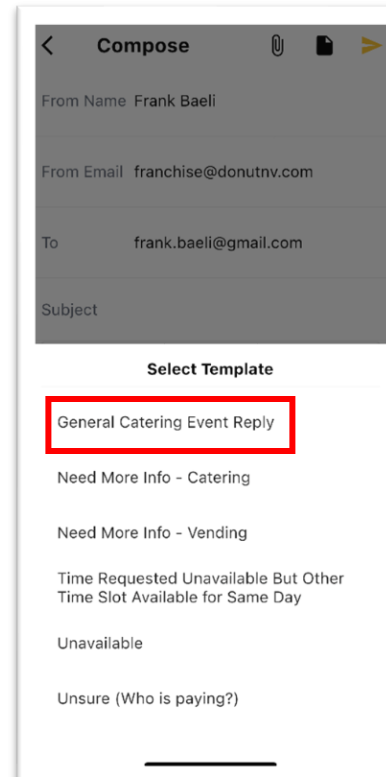 Compose
From Name Frank Baeli
From Email franchise@donutnv.com
To frank.baeli@gmail.com
Subject
Select Template
General Catering Event Reply
Need More Info - Catering
Need More Info - Vending
Time Requested Unavailable But Other
Time Slot Available for Same Day
Unavailable
Unsure (Who is paying?)